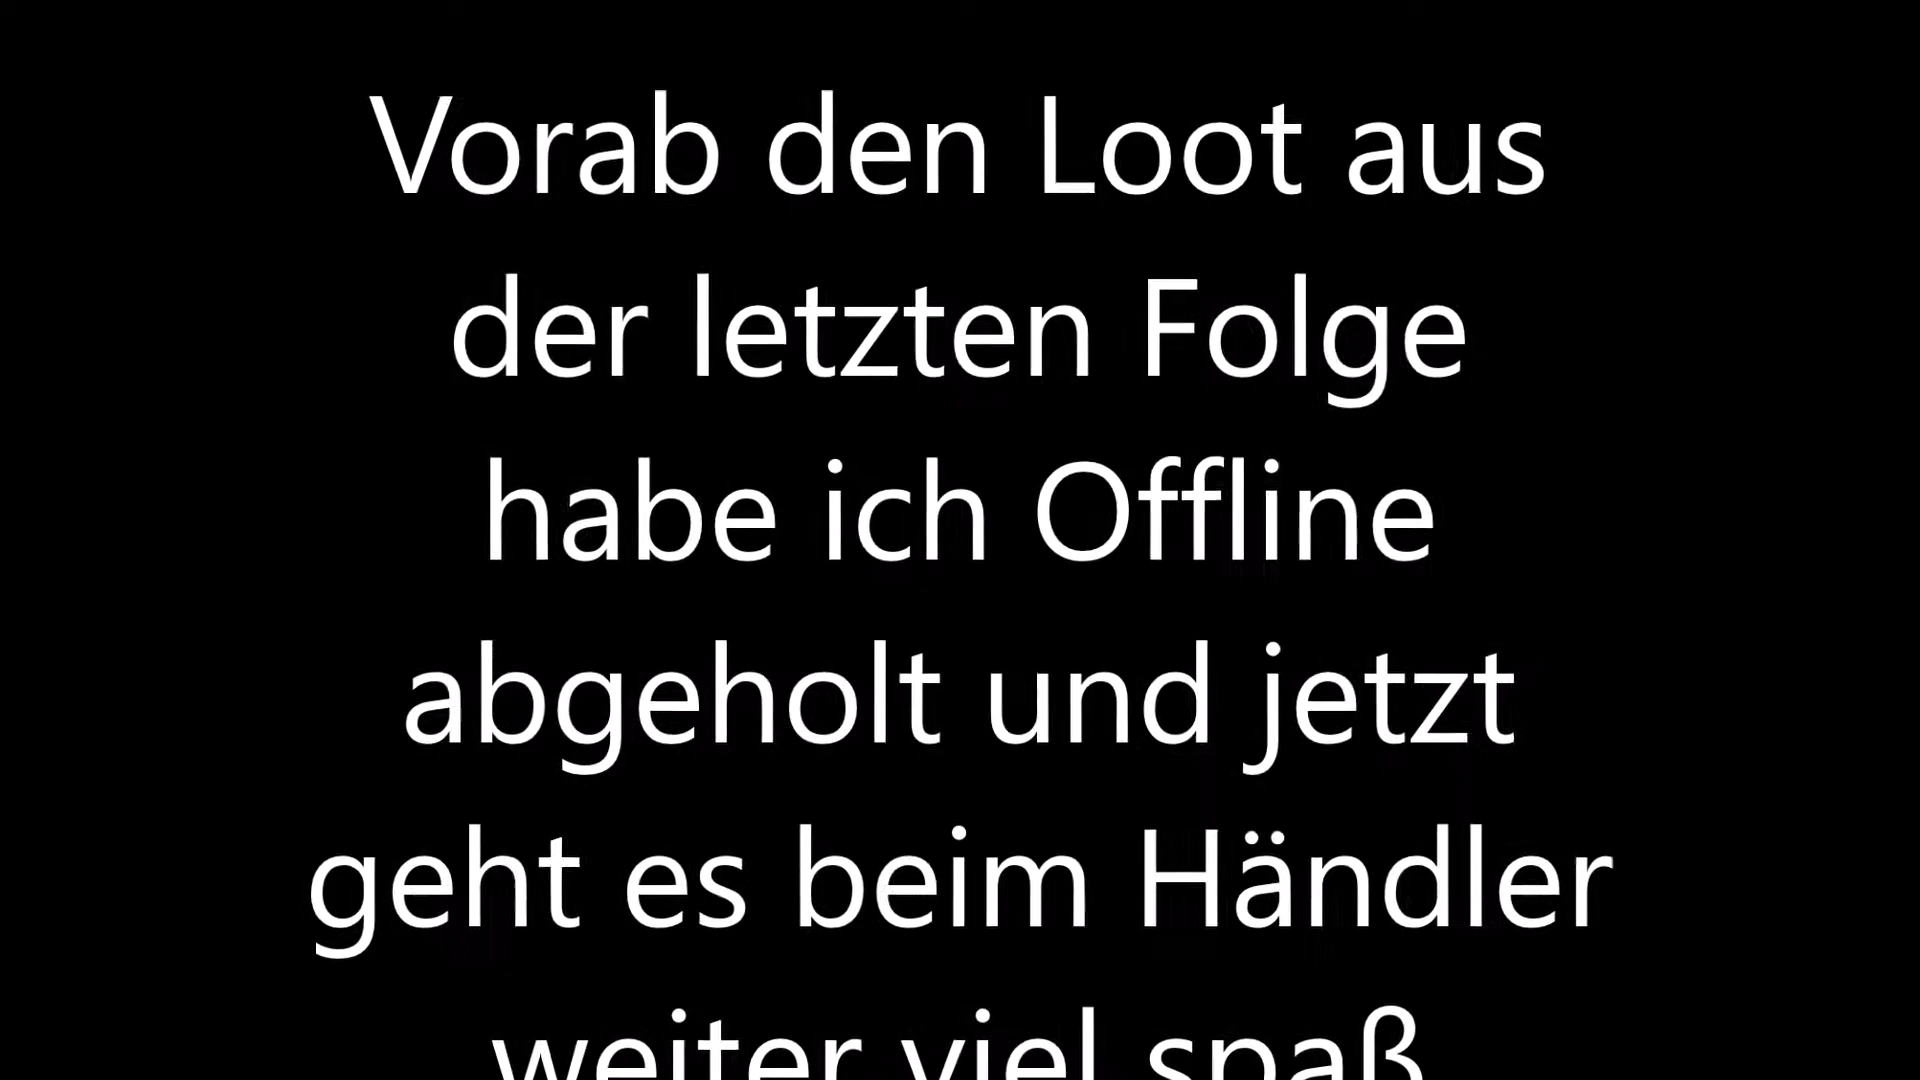 Vorab den Loot aus
der letzten Folge
habe ich Offline
abgeholt und jetzt
geht es beim Händler
weiter viel spaß